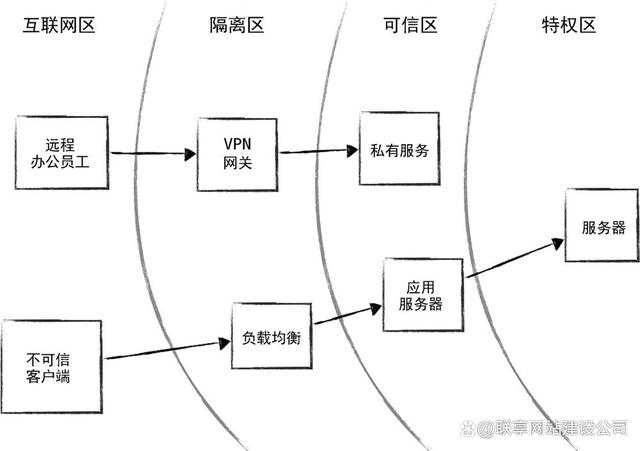 互联网区
隔离区
可信区
特权区
远程
办公员工
VPN
网关
私有服务
服务器
不可信
客户端
负载均衡
应用
服务器
@联享网站建设公司